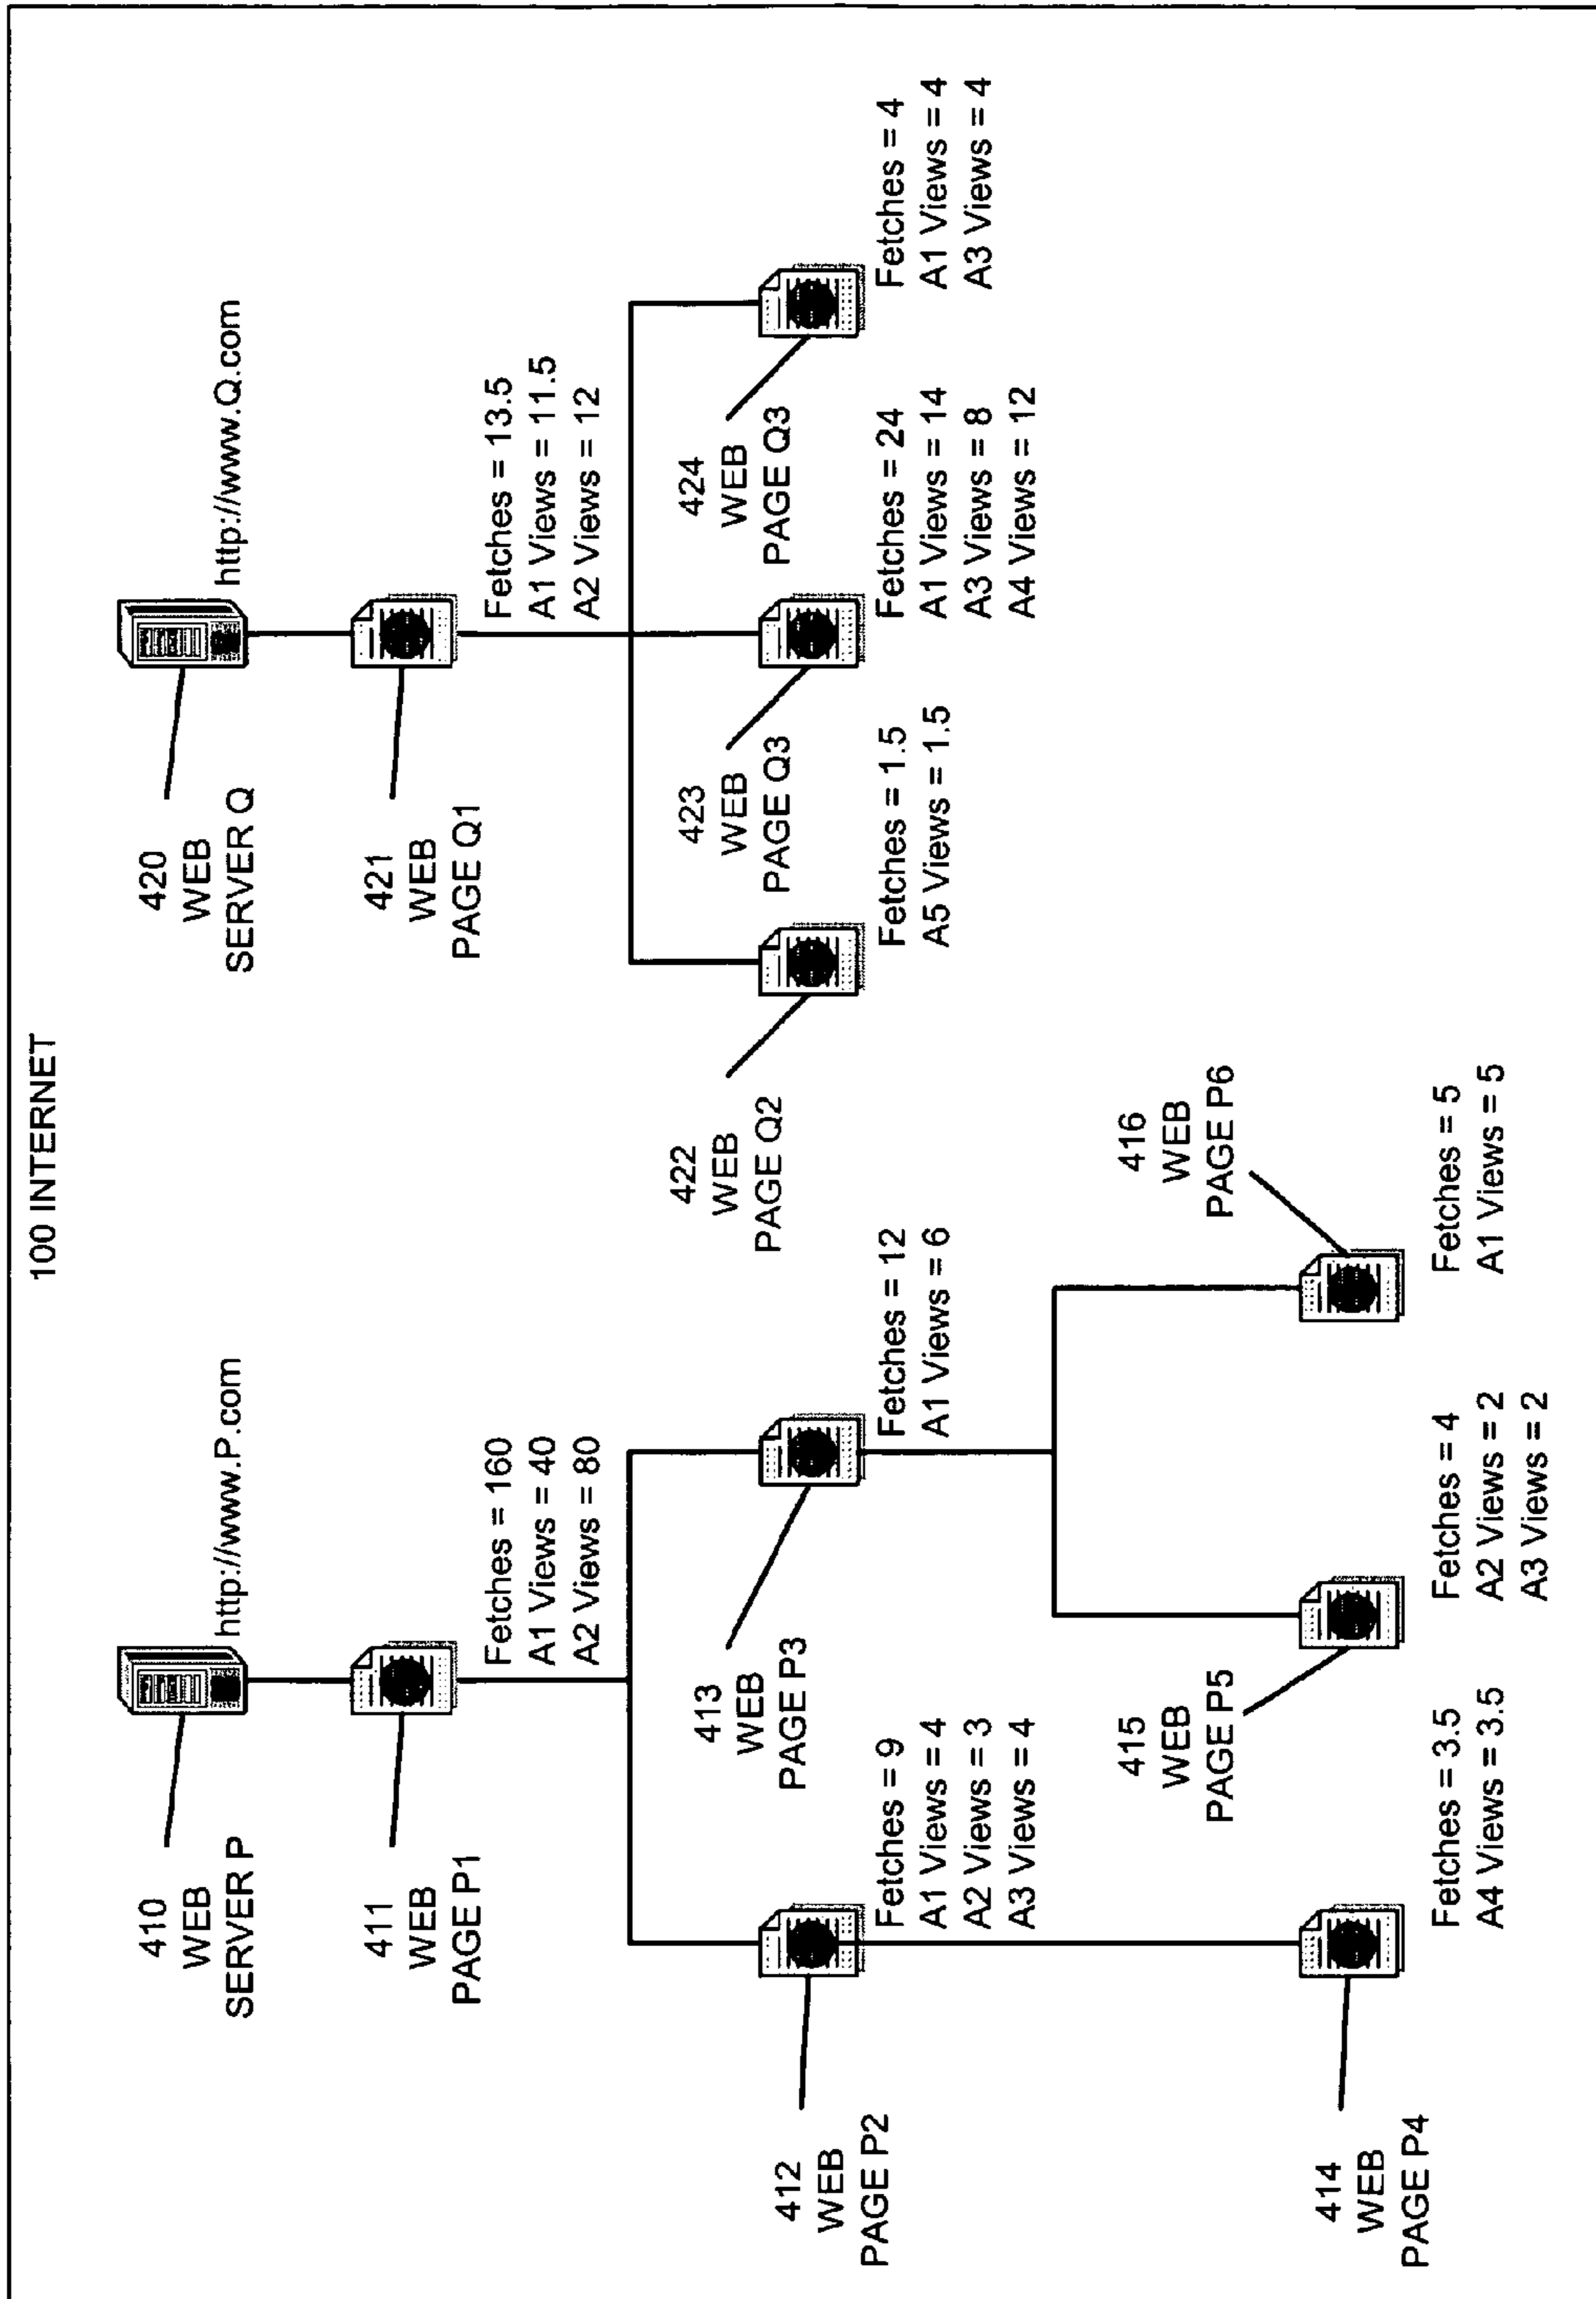 100 INTERNET
410
WEB
SERVER P
http://www.P.com
411
WEB
PAGE P1
Fetches = 160
A1 Views = 40
A2 Views = 80
412
WEB
PAGE P2
Fetches = 9
A1 Views = 4
A2 Views = 3
A3 Views = 4
413
WEB
PAGE P3
Fetches = 12
A1 Views = 6
414
WEB
PAGE P4
Fetches = 3.5
A4 Views = 3.5
415
WEB
PAGE P5
Fetches = 4
A2 Views = 2
A3 Views = 2
416
WEB
PAGE P6
Fetches = 5
A1 Views = 5
420
WEB
SERVER Q
http://www.Q.com
421
WEB
PAGE Q1
Fetches = 13.5
A1 Views = 11.5
A2 Views = 12
422
WEB
PAGE Q2
Fetches = 1.5
A5 Views = 1.5
423
WEB
PAGE Q3
Fetches = 24
A1 Views = 14
A3 Views = 8
A4 Views = 12
424
WEB
PAGE Q3
Fetches = 4
A1 Views = 4
A3 Views = 4